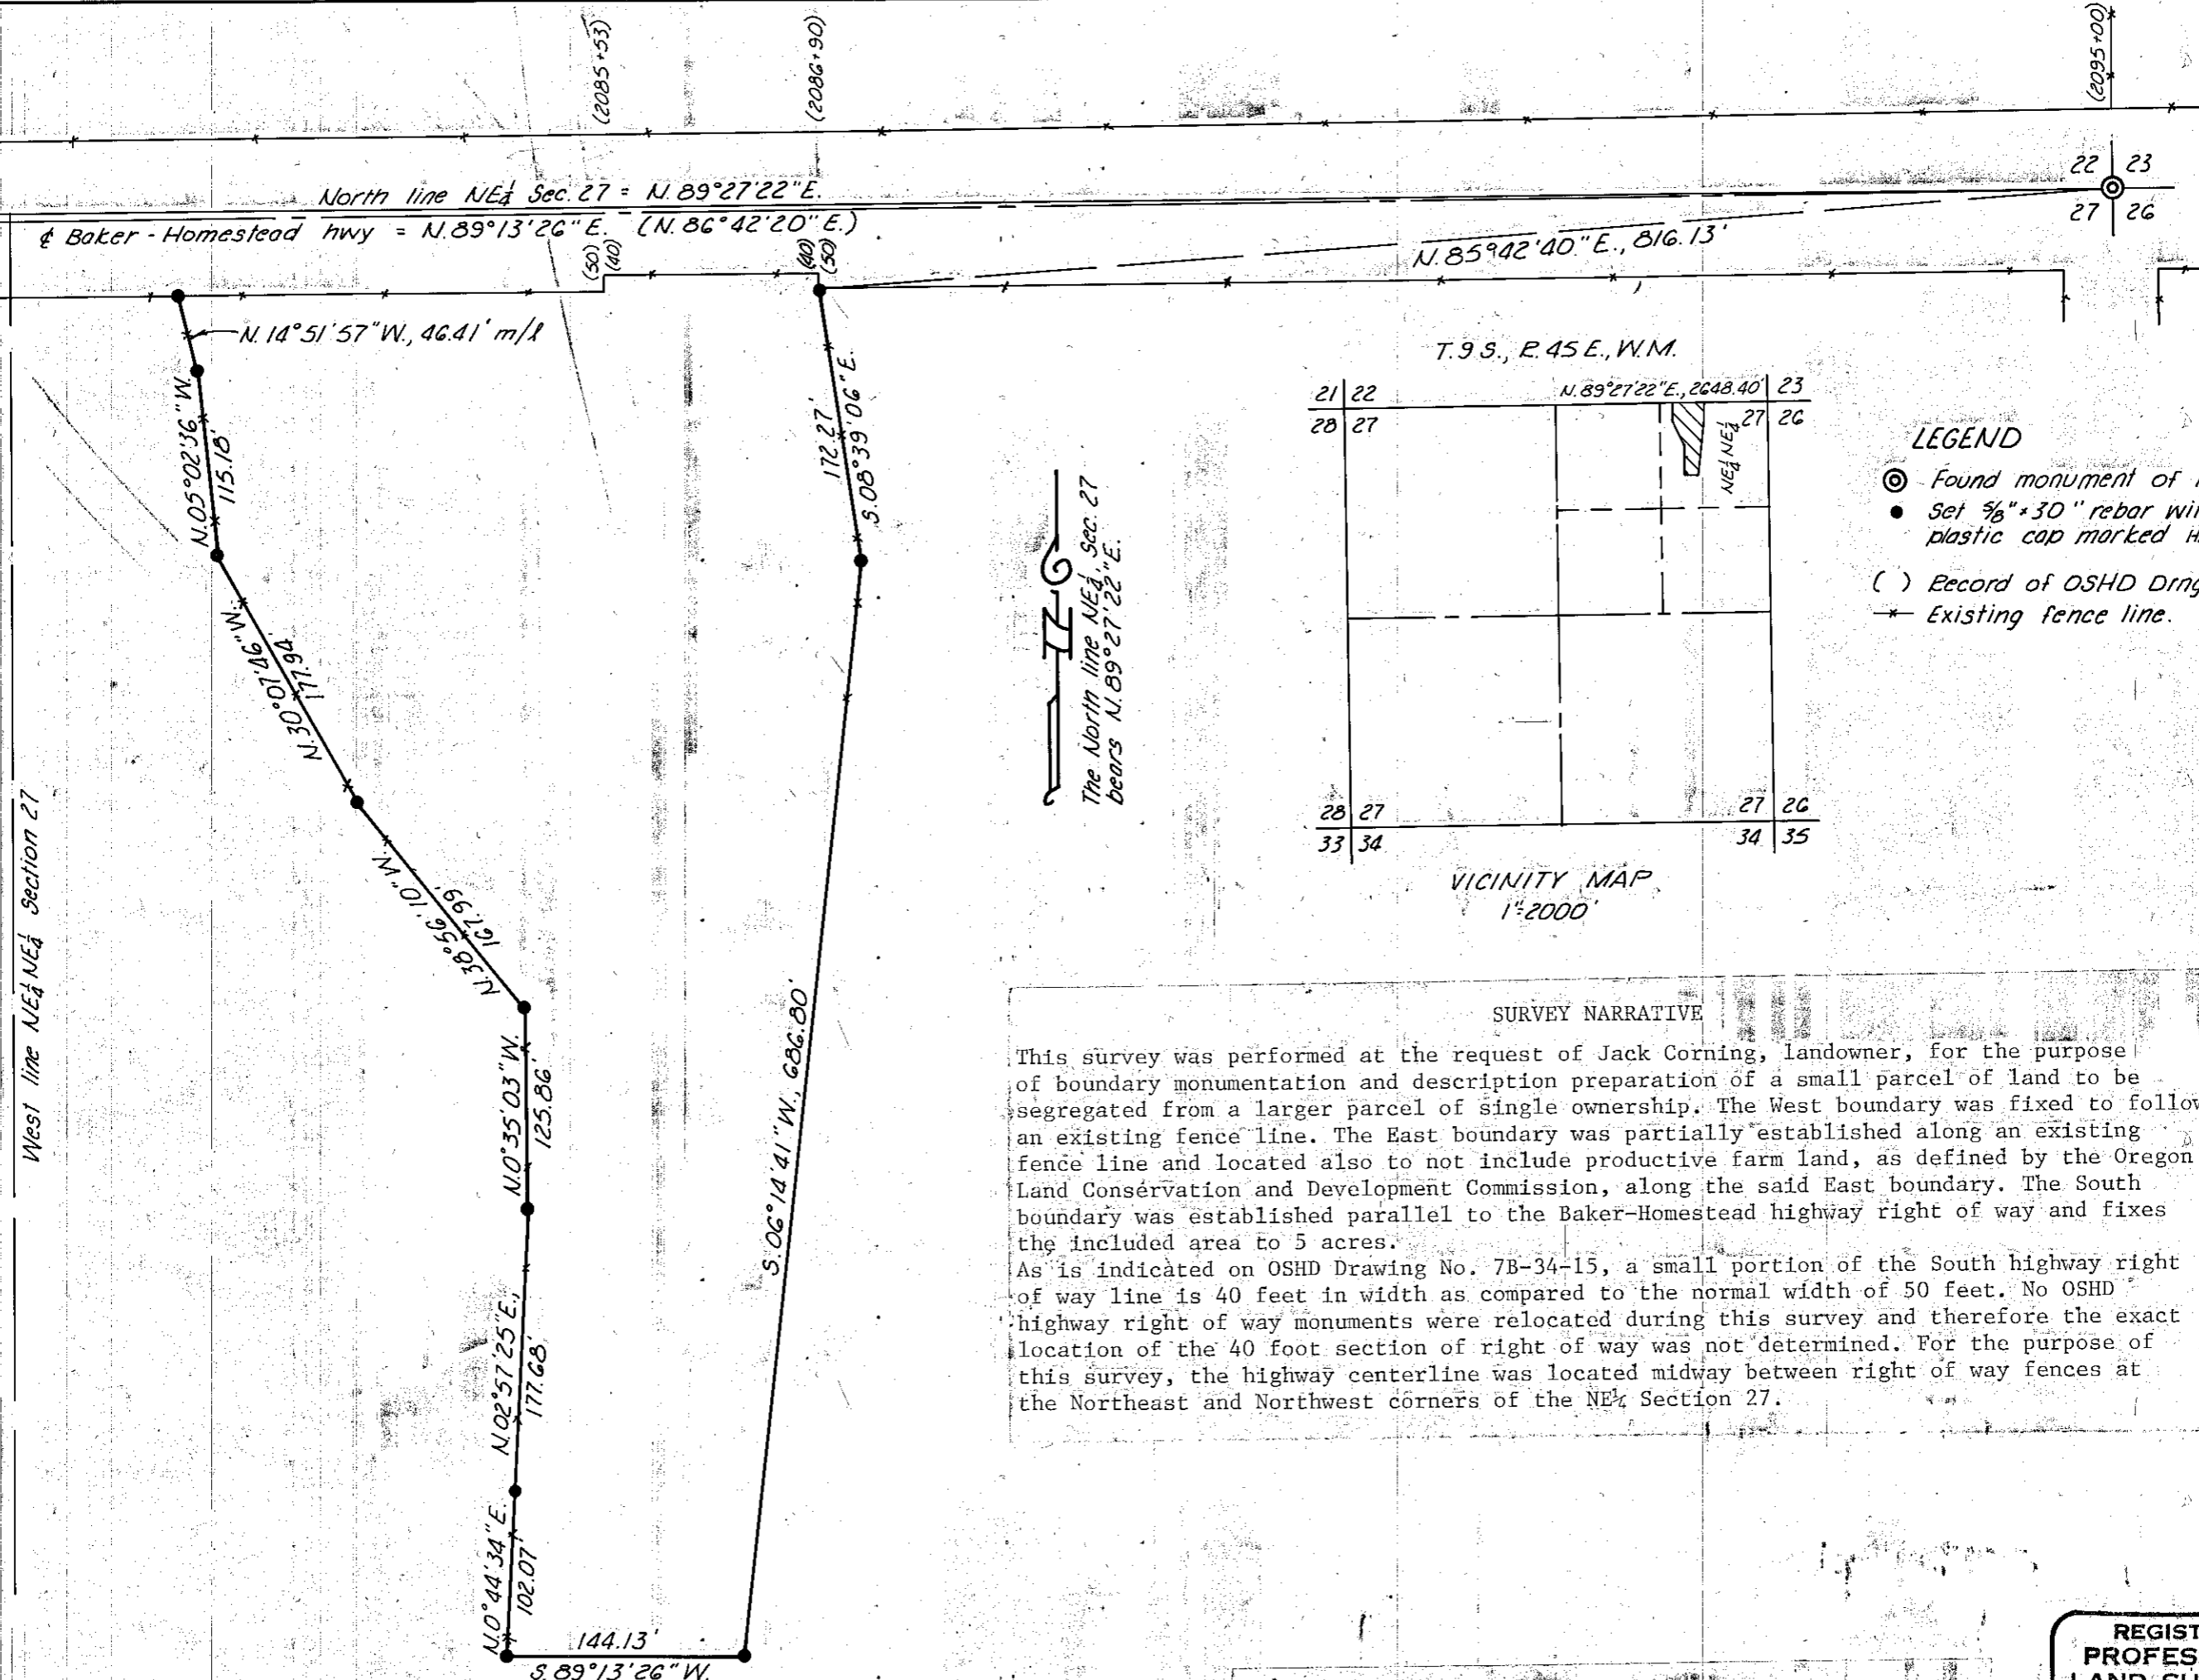 (2085+53)
(2086+90)
(2095+00)
22 23
27 26
North line NE¼ Sec. 27 = N.89°27'22"E.
₵ Baker - Homestead hwy = N.89°13'26"E. (N.86°42'20"E.)
(50)
(40)
(40)
(50)
N.85°42'40"E., 816.13'
N.14°51'57"W., 46.41' m/l
N.05°02'36"W.
115.18'
N.30°07'46"W.
177.94'
N.38°56'10"W.
167.99'
N.0°35'03"W.
125.86'
N.02°57'25"E.,
177.68'
N.0°44'34"E.
102.07'
144.13'
S.89°13'26"W.
S.06°14'41"W., 686.80'
172.27'
S.08°39'06"E.
West line NE¼NE¼ Section 27
N
The North line NE¼, Sec. 27
bears N.89°27'22"E.
T.9 S., R.45 E., W.M.
21 22
28 27
N.89°27'22"E., 2648.40'
23
27 26
NE¼NE¼
28 27
33 34
27 26
34 35
VICINITY MAP
1"=2000'
LEGEND
Found monument of
Set 5/8"x30" rebar
plastic cap marked
( ) Record of OSHD
Existing fence line.
SURVEY NARRATIVE
This survey was performed at the request of Jack Corning, landowner, for the purpose
of boundary monumentation and description preparation of a small parcel of land to be
segregated from a larger parcel of single ownership. The West boundary was fixed to follow
an existing fence line. The East boundary was partially established along an existing
fence line and located also to not include productive farm land, as defined by the Oregon
Land Conservation and Development Commission, along the said East boundary. The South
boundary was established parallel to the Baker-Homestead highway right of way and fixes
the included area to 5 acres.
As is indicated on OSHD Drawing No. 7B-34-15, a small portion of the South highway right
of way line is 40 feet in width as compared to the normal width of 50 feet. No OSHD
highway right of way monuments were relocated during this survey and therefore the exact
location of the 40 foot section of right of way was not determined. For the purpose of
this survey, the highway centerline was located midway between right of way fences at
the Northeast and Northwest corners of the NE¼ Section 27.
REGIST
PROFES